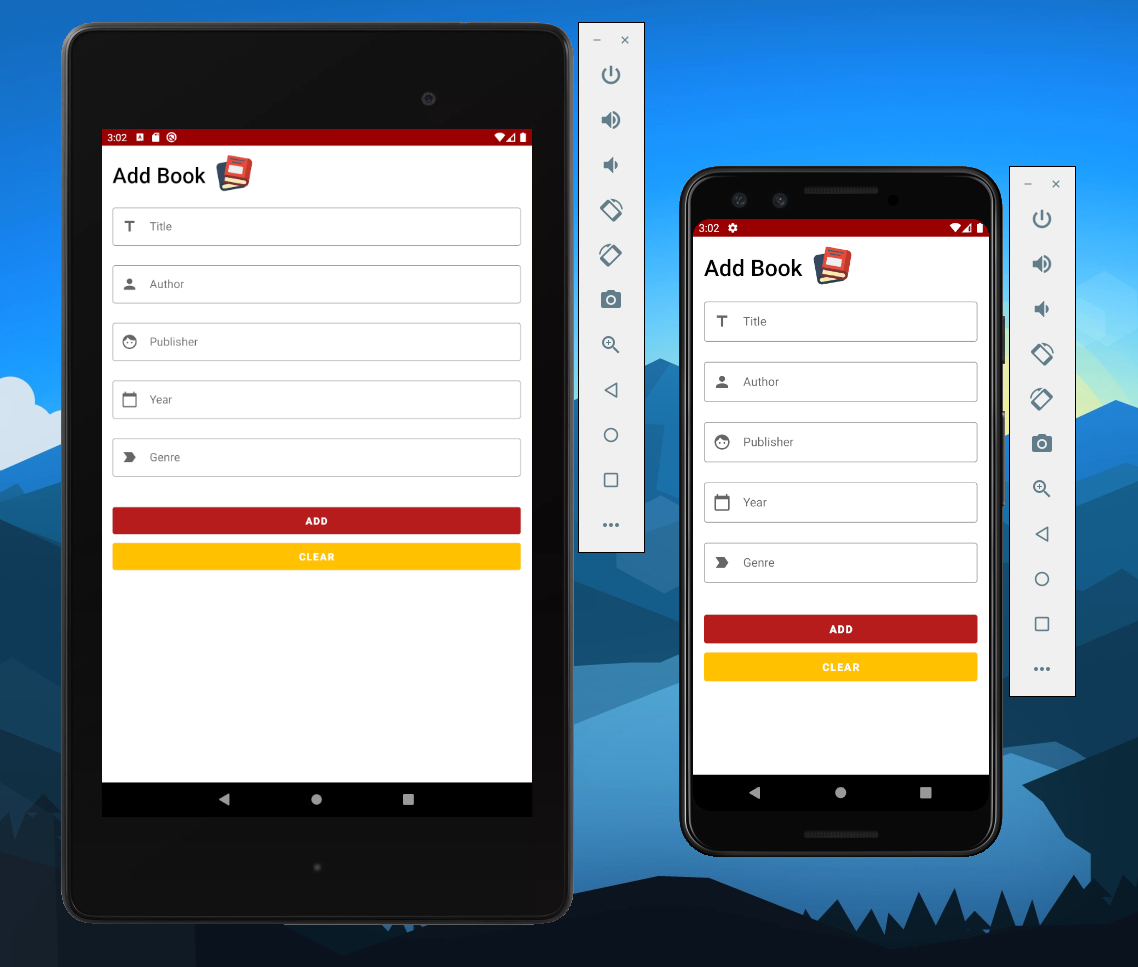 3:02
Add Book
Title
Author
Publisher
Year
Genre
ADD
CLEAR
3:02
Add Book
Title
Author
Publisher
Year
Genre
ADD
CLEAR